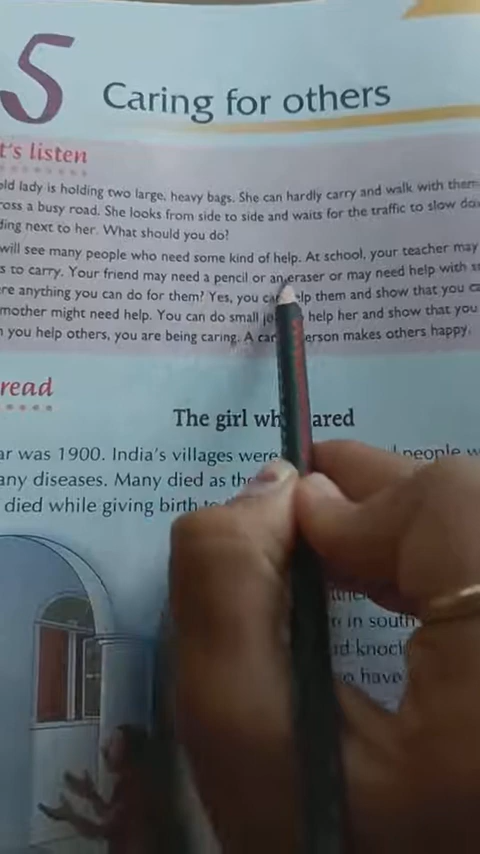 5 Caring for others
t's listen
old lady is holding two large, heavy bags. She can hardly carry and walk with them
ross a busy road. She looks from side to side and waits for the traffic to slow do
ding next to her. What should you do?
will see many people who need some kind of help. At school, your teacher may
s to carry. Your friend may need a pencil or an eraser or may need help with s
re anything you can do for them? Yes, you can help them and show that you ca
mother might need help. You can do small jo help her and show that you
n you help others, you are being caring. A car erson makes others happy.
read
The girl wh ared
ar was 1900. India's villages were people w
any diseases. Many died as the
died while giving birth to
n in south
nd knock
have